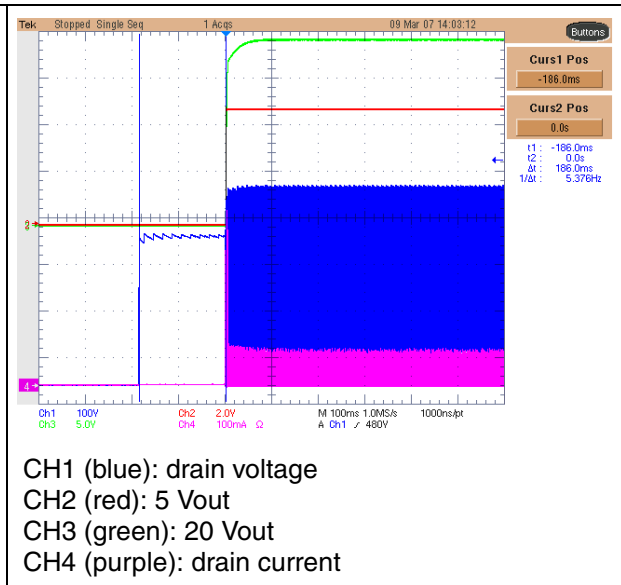 Tek Stopped Single Seq 1 Acqs 09 Mar 07 14:03:12
Buttons
Curs1 Pos
-186.0ms
Curs2 Pos
0.0s
t1 : -186.0ms
t2 : 0.0s
Δt : 186.0ms
1/Δt : 5.376Hz
4
Ch1 100V Ch2 2.0V M 100ms 1.0MS/s 1000ns/pt
Ch3 5.0V Ch4 100mA Ω A Ch1 ∕ 480V
CH1 (blue): drain voltage
CH2 (red): 5 Vout
CH3 (green): 20 Vout
CH4 (purple): drain current